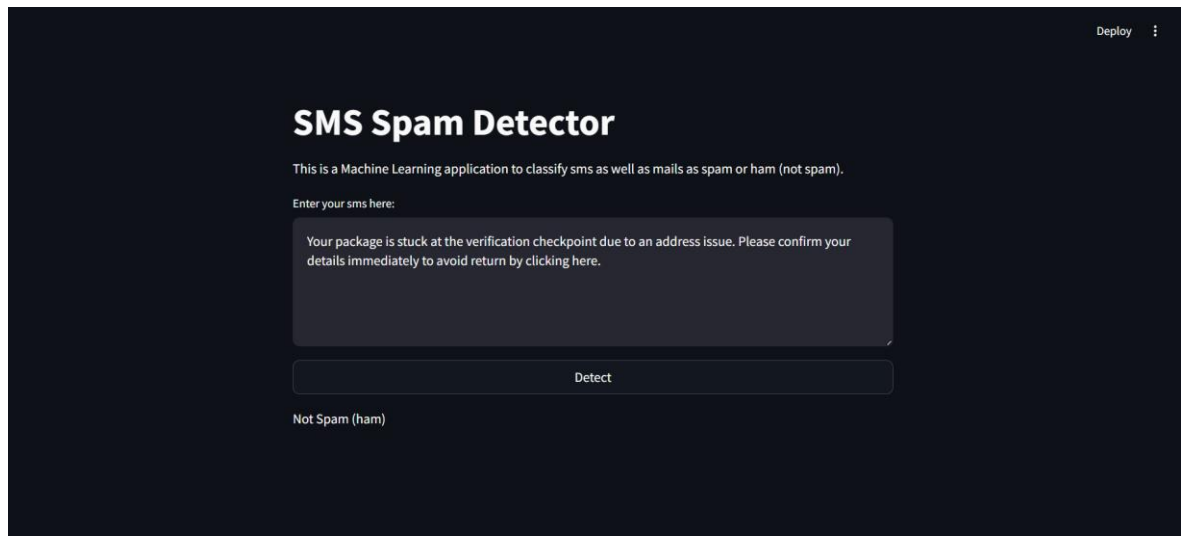 Deploy
SMS Spam Detector
This is a Machine Learning application to classify sms as well as mails as spam or ham (not spam).
Enter your sms here:
Your package is stuck at the verification checkpoint due to an address issue. Please confirm your
details immediately to avoid return by clicking here.
Detect
Not Spam (ham)